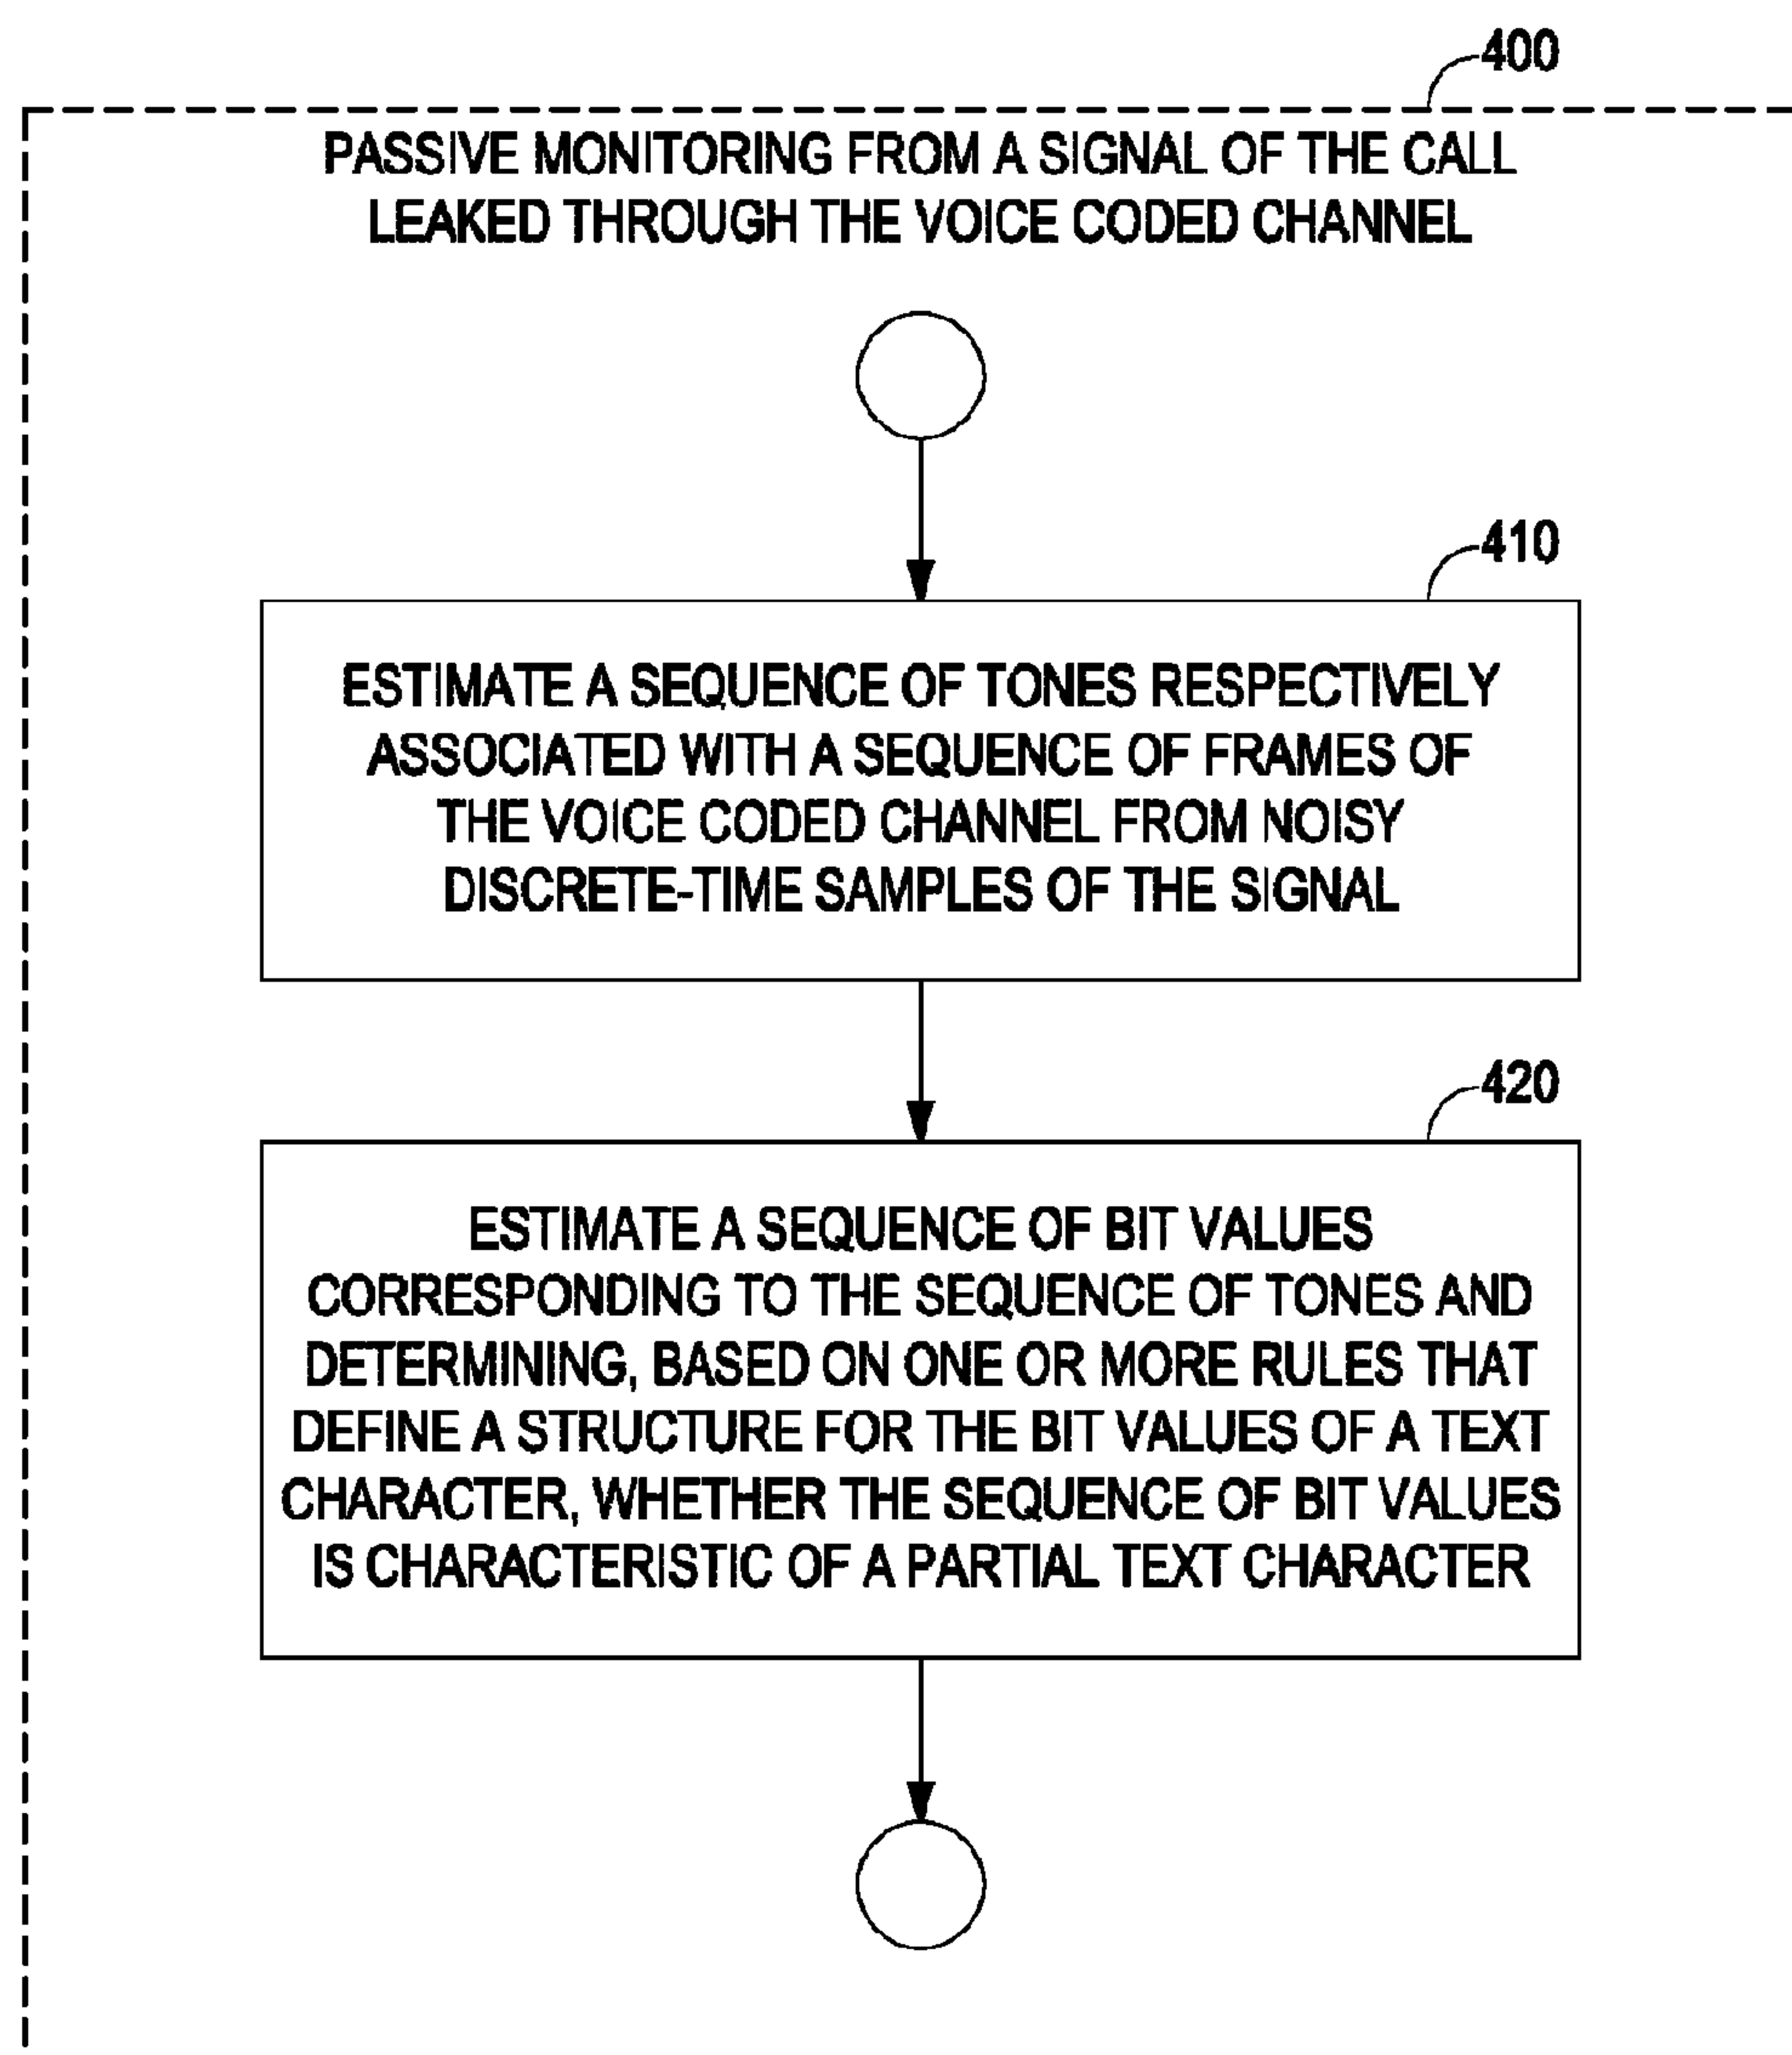 400
PASSIVE MONITORING FROM A SIGNAL OF THE CALL
LEAKED THROUGH THE VOICE CODED CHANNEL
410
ESTIMATE A SEQUENCE OF TONES RESPECTIVELY
ASSOCIATED WITH A SEQUENCE OF FRAMES OF
THE VOICE CODED CHANNEL FROM NOISY
DISCRETE-TIME SAMPLES OF THE SIGNAL
420
ESTIMATE A SEQUENCE OF BIT VALUES
CORRESPONDING TO THE SEQUENCE OF TONES AND
DETERMINING, BASED ON ONE OR MORE RULES THAT
DEFINE A STRUCTURE FOR THE BIT VALUES OF A TEXT
CHARACTER, WHETHER THE SEQUENCE OF BIT VALUES
IS CHARACTERISTIC OF A PARTIAL TEXT CHARACTER